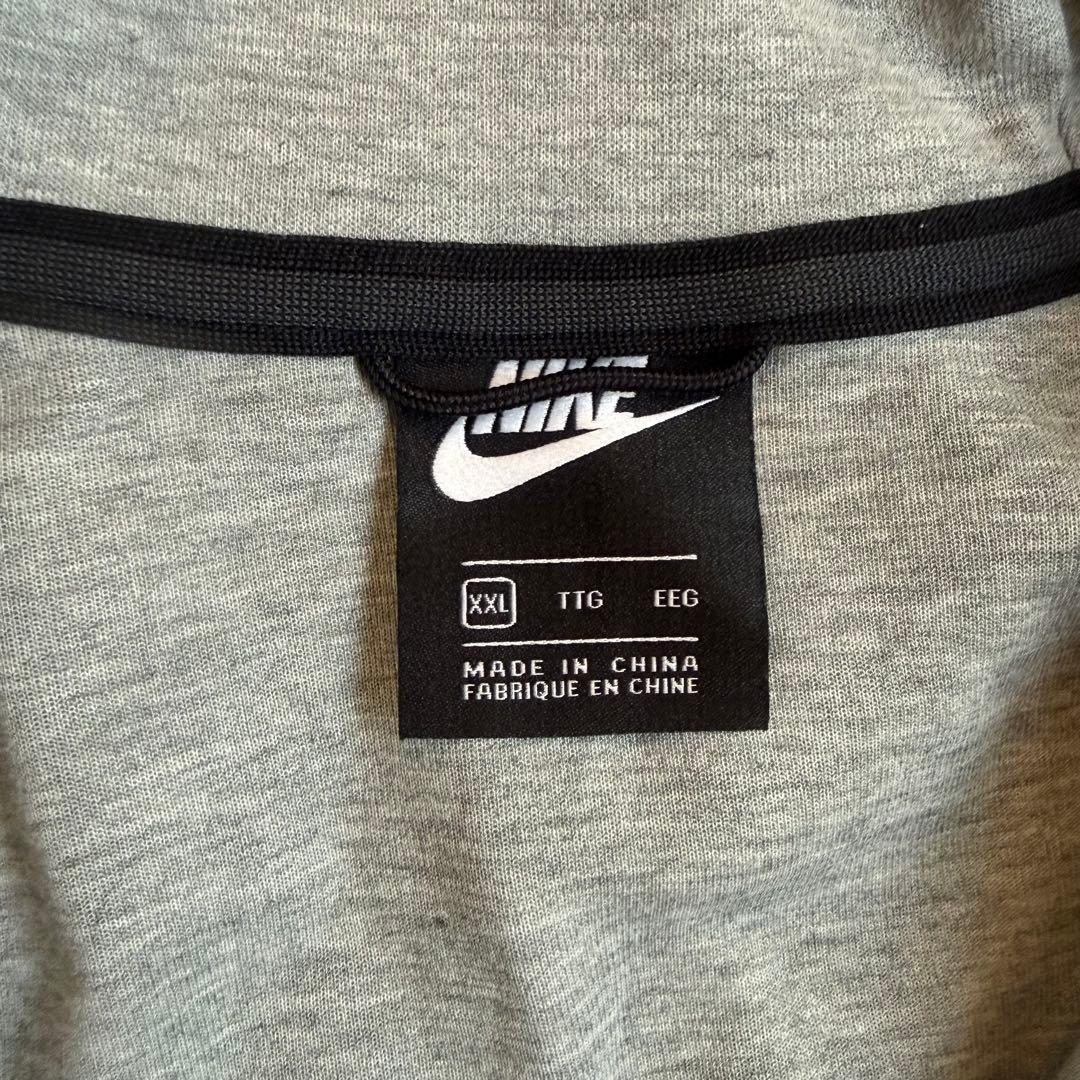 NIKE
XXL TTG EEG
MADE IN CHINA
FABRIQUE EN CHINE